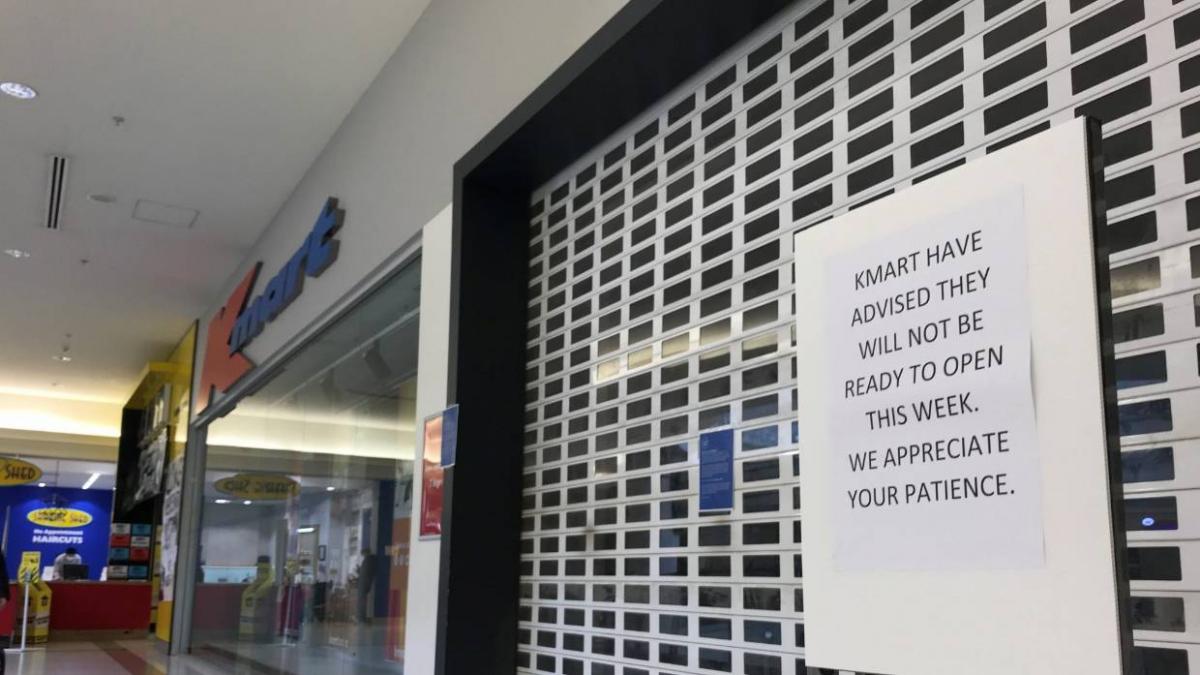 Kmart
SHED
No Appointment
HAIRCUTS
KMART HAVE
ADVISED THEY
WILL NOT BE
READY TO OPEN
THIS WEEK.
WE APPRECIATE
YOUR PATIENCE.